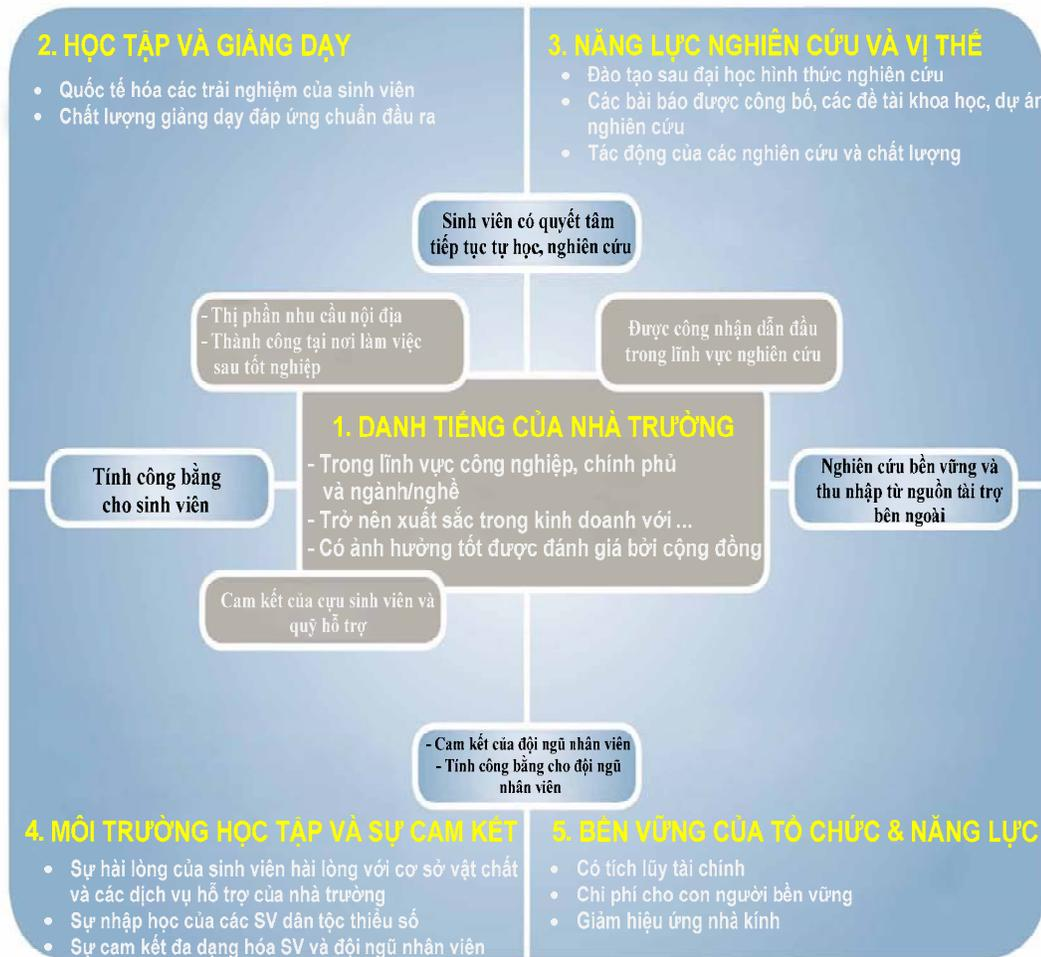 2. HỌC TẬP VÀ GIẢNG DẠY
• Quốc tế hóa các trải nghiệm của sinh viên
• Chất lượng giảng dạy đáp ứng chuẩn đầu ra
3. NĂNG LỰC NGHIÊN CỨU VÀ VỊ THẾ
• Đào tạo sau đại học hình thức nghiên cứu
• Các bài báo được công bố, các đề tài khoa học, dự án
nghiên cứu
• Tác động của các nghiên cứu và chất lượng
Sinh viên có quyết tâm
tiếp tục tự học, nghiên cứu
- Thị phần nhu cầu nội địa
- Thành công tại nơi làm việc
sau tốt nghiệp
Được công nhận dẫn đầu
trong lĩnh vực nghiên cứu
1. DANH TIẾNG CỦA NHÀ TRƯỜNG
- Trong lĩnh vực công nghiệp, chính phủ
và ngành/nghề
- Trở nên xuất sắc trong kinh doanh với ...
- Có ảnh hưởng tốt được đánh giá bởi cộng đồng
Tính công bằng
cho sinh viên
Nghiên cứu bền vững và
thu nhập từ nguồn tài trợ
bên ngoài
Cam kết của cựu sinh viên và
quỹ hỗ trợ
- Cam kết của đội ngũ nhân viên
- Tính công bằng cho đội ngũ
nhân viên
4. MÔI TRƯỜNG HỌC TẬP VÀ SỰ CAM KẾT
• Sự hài lòng của sinh viên hài lòng với cơ sở vật chất
và các dịch vụ hỗ trợ của nhà trường
• Sự nhập học của các SV dân tộc thiểu số
• Sự cam kết đa dạng hóa SV và đội ngũ nhân viên
5. BỀN VỮNG CỦA TỔ CHỨC & NĂNG LỰC
• Có tích lũy tài chính
• Chi phí cho con người bền vững
• Giảm hiệu ứng nhà kính